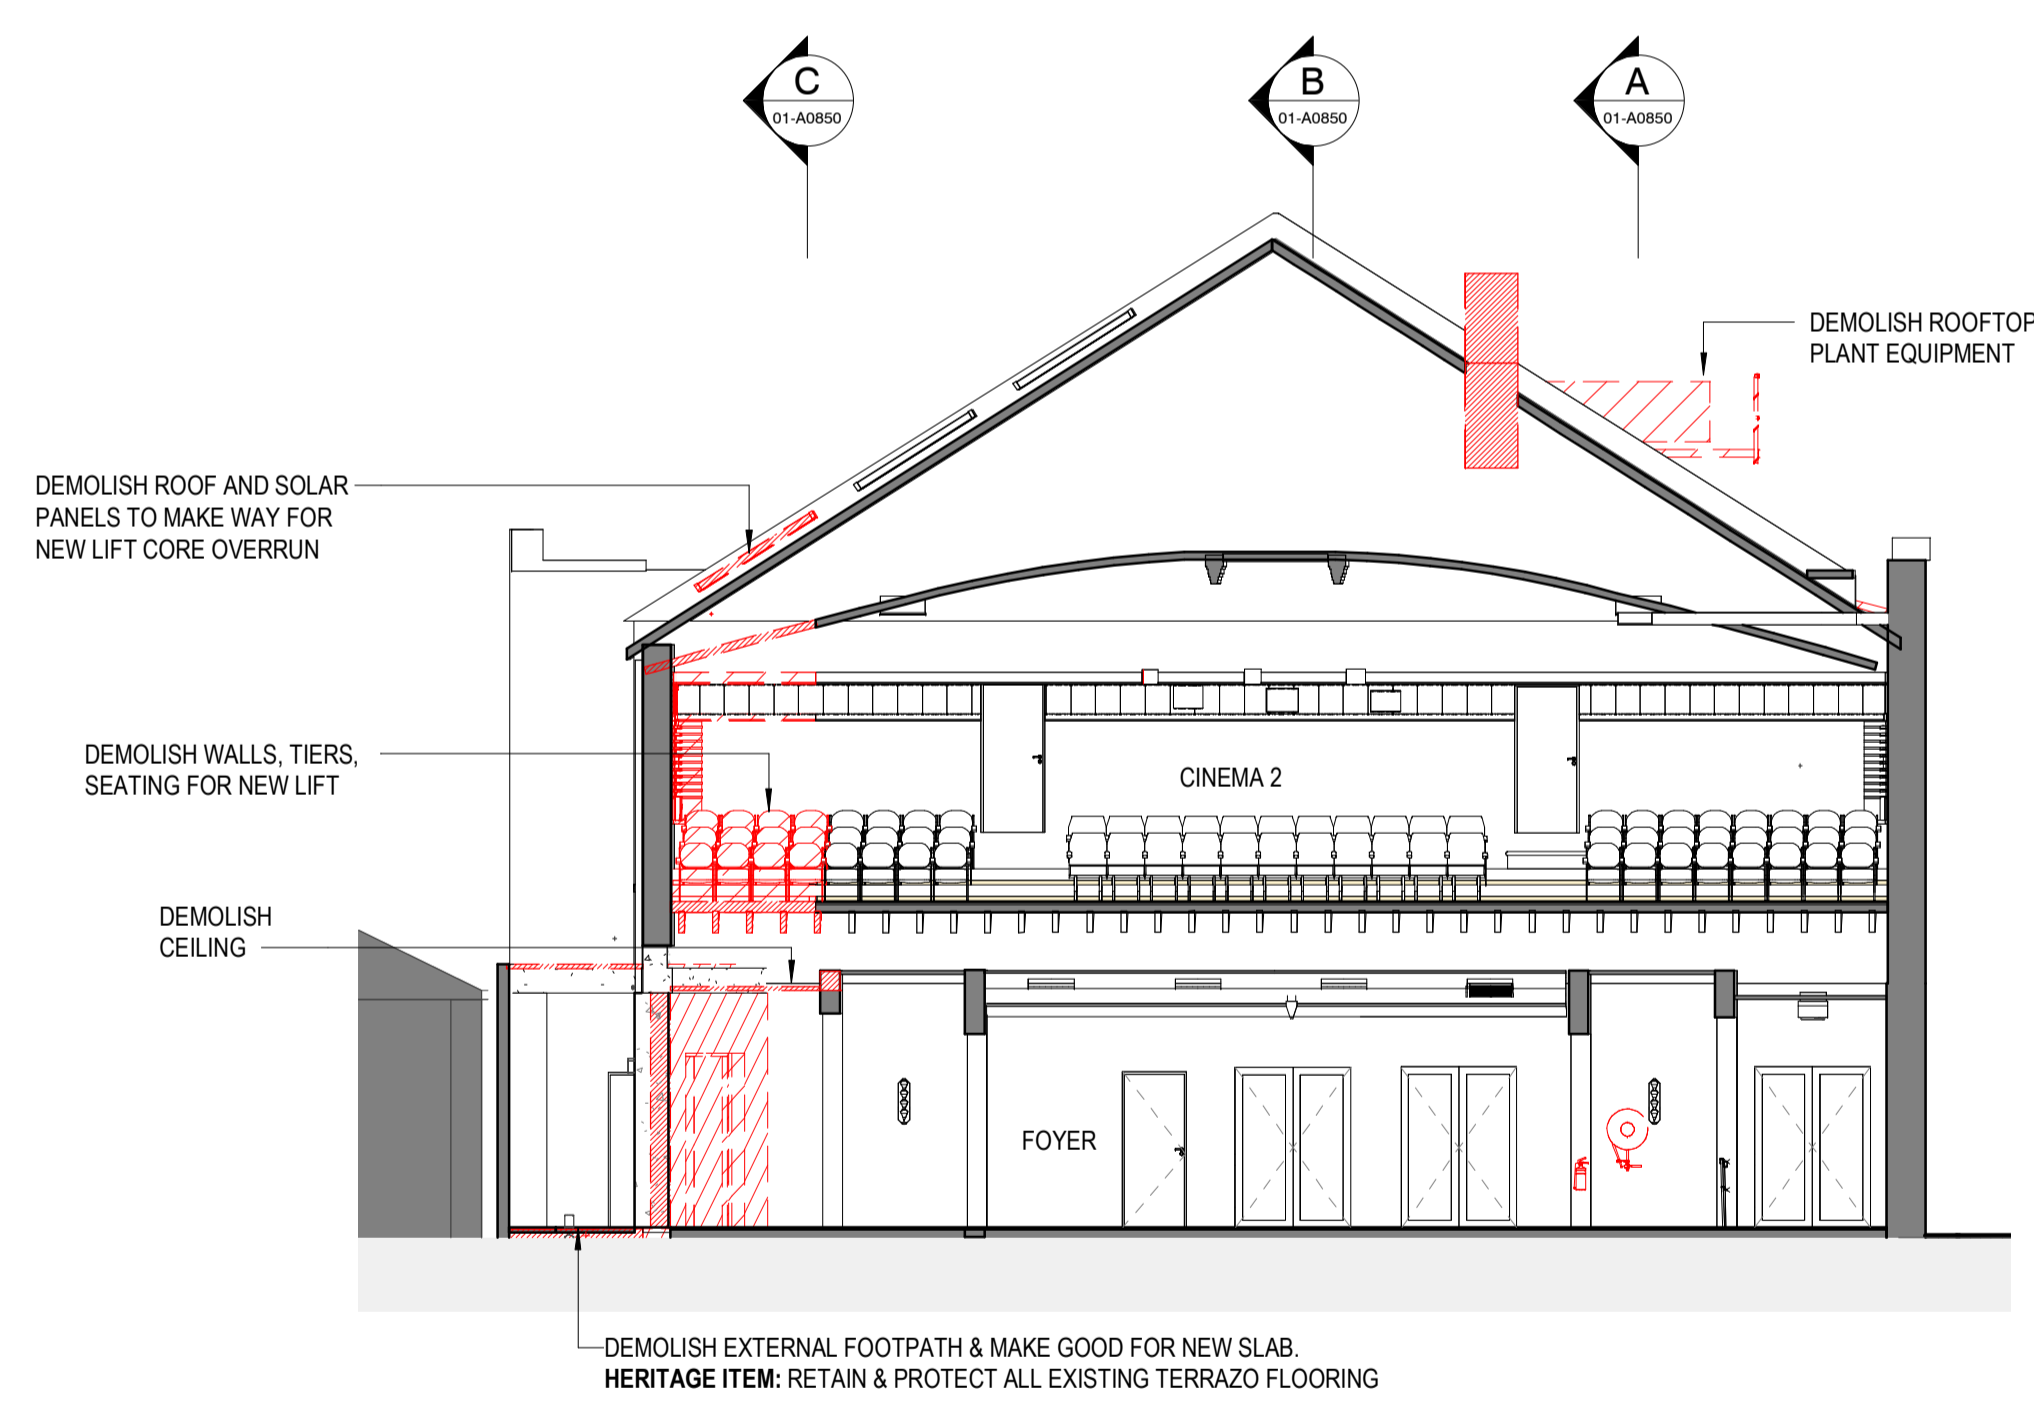 C
01-A0850
B
01-A0850
A
01-A0850
DEMOLISH ROOFTOP
PLANT EQUIPMENT
DEMOLISH ROOF AND SOLAR
PANELS TO MAKE WAY FOR
NEW LIFT CORE OVERRUN
DEMOLISH WALLS, TIERS,
SEATING FOR NEW LIFT
CINEMA 2
DEMOLISH
CEILING
FOYER
DEMOLISH EXTERNAL FOOTPATH & MAKE GOOD FOR NEW SLAB.
HERITAGE ITEM: RETAIN & PROTECT ALL EXISTING TERRAZO FLOORING